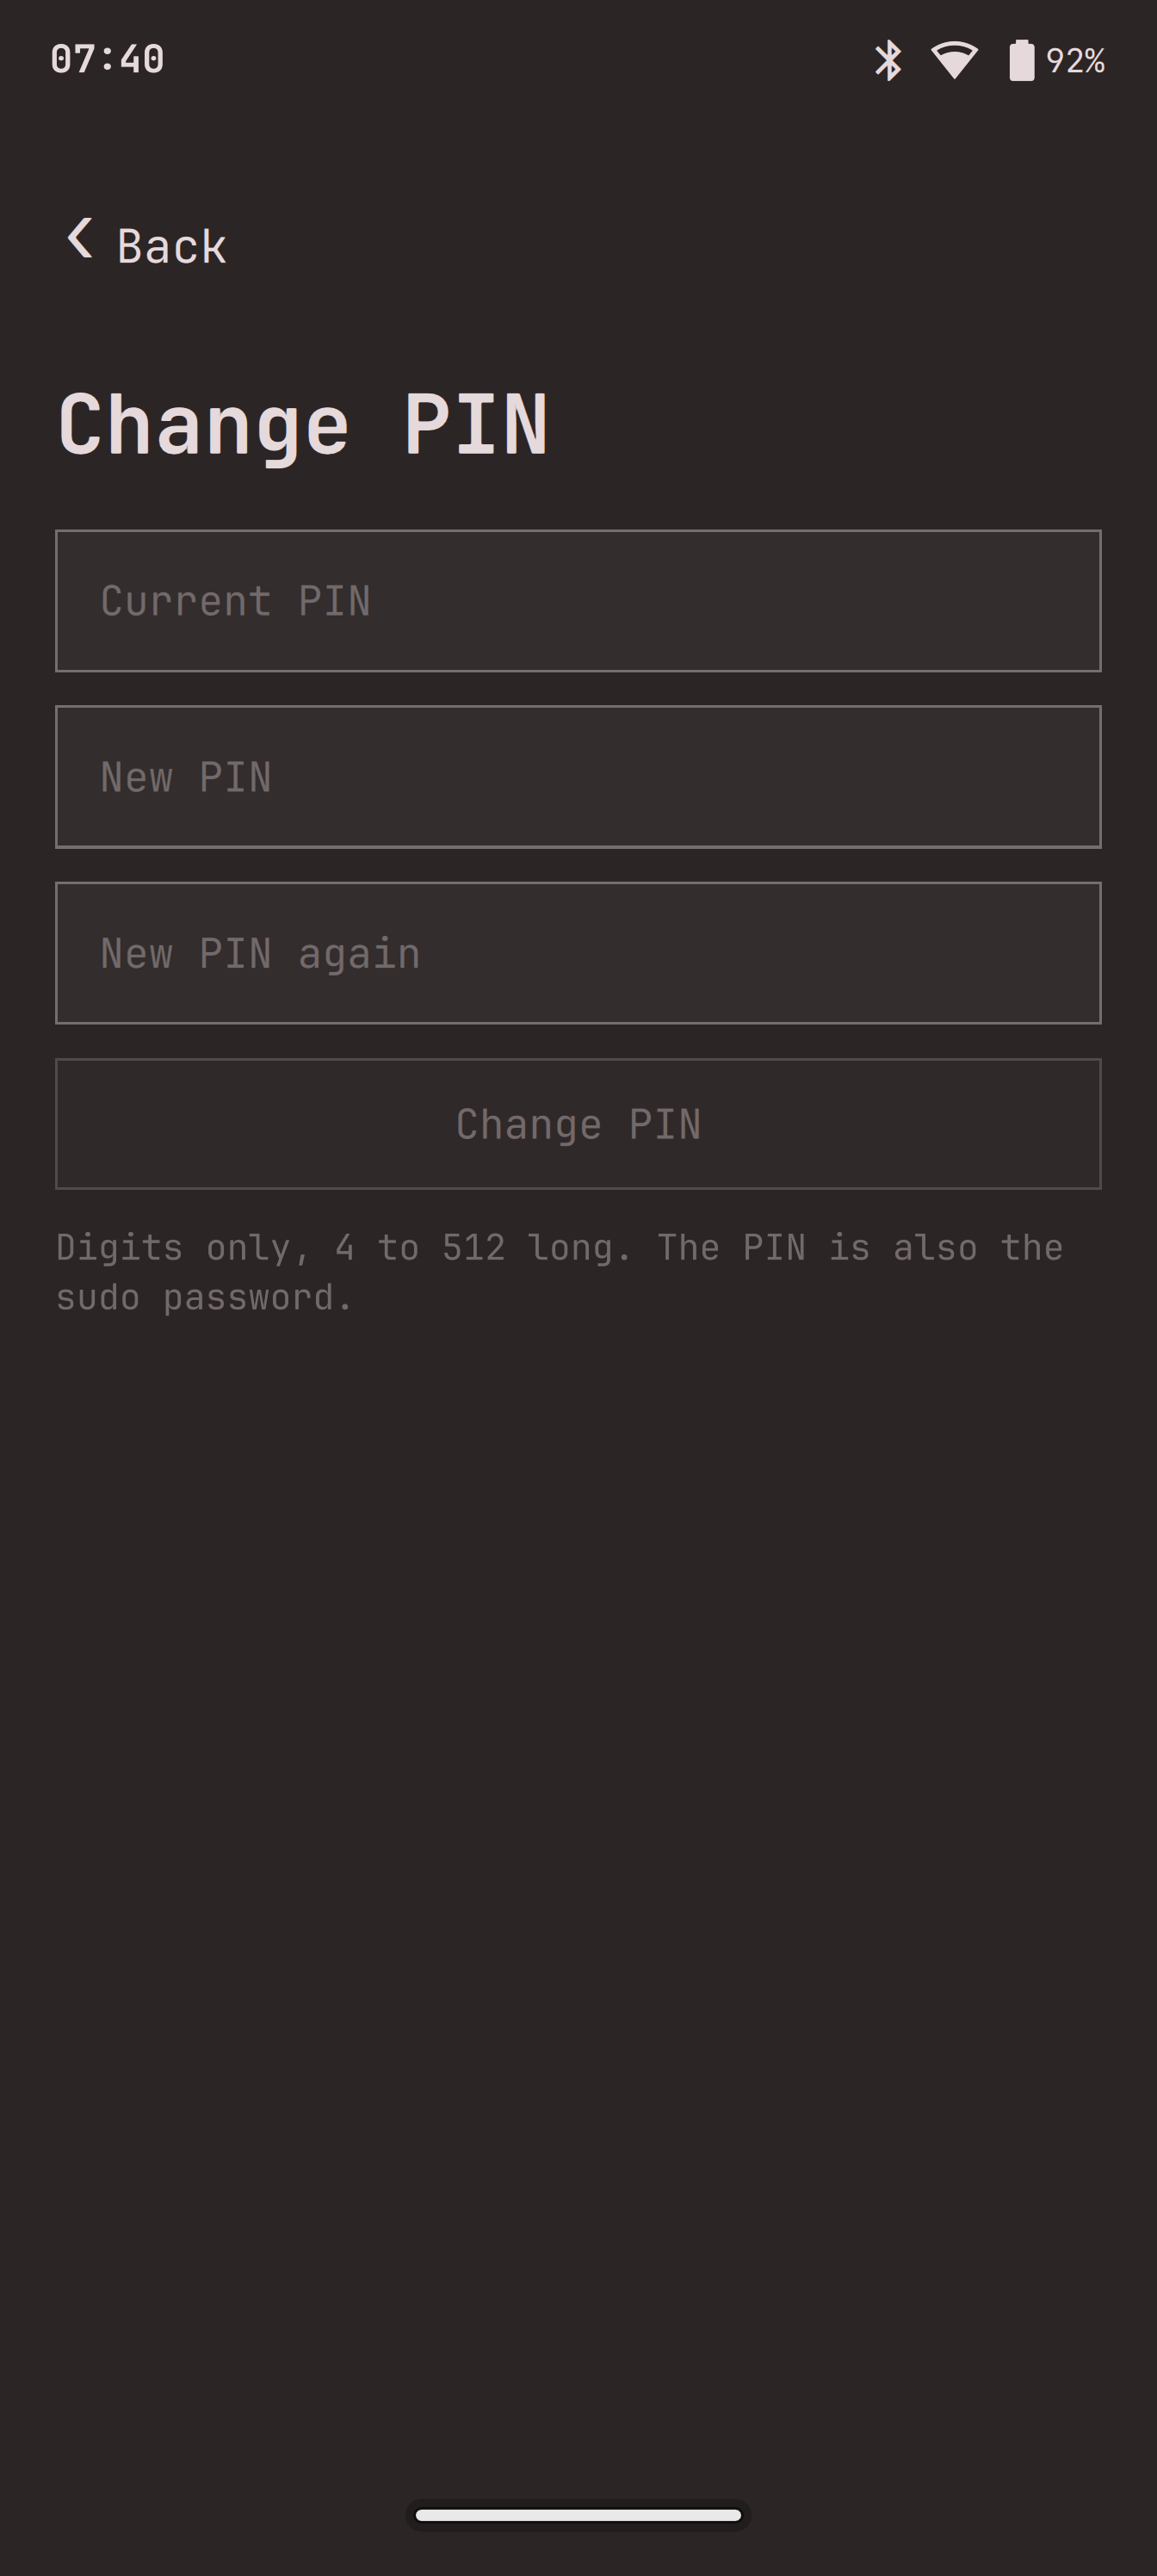 07:40
92%
Back
Change PIN
Current PIN
New PIN
New PIN again
Change PIN
Digits only, 4 to 512 long. The PIN is also the
sudo password.